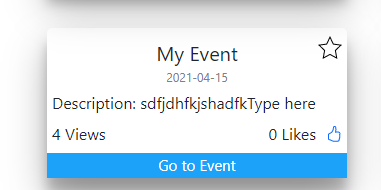 My Event
2021-04-15
Description: sdfjdhfkjshadfkType here
4 Views 0 Likes
Go to Event